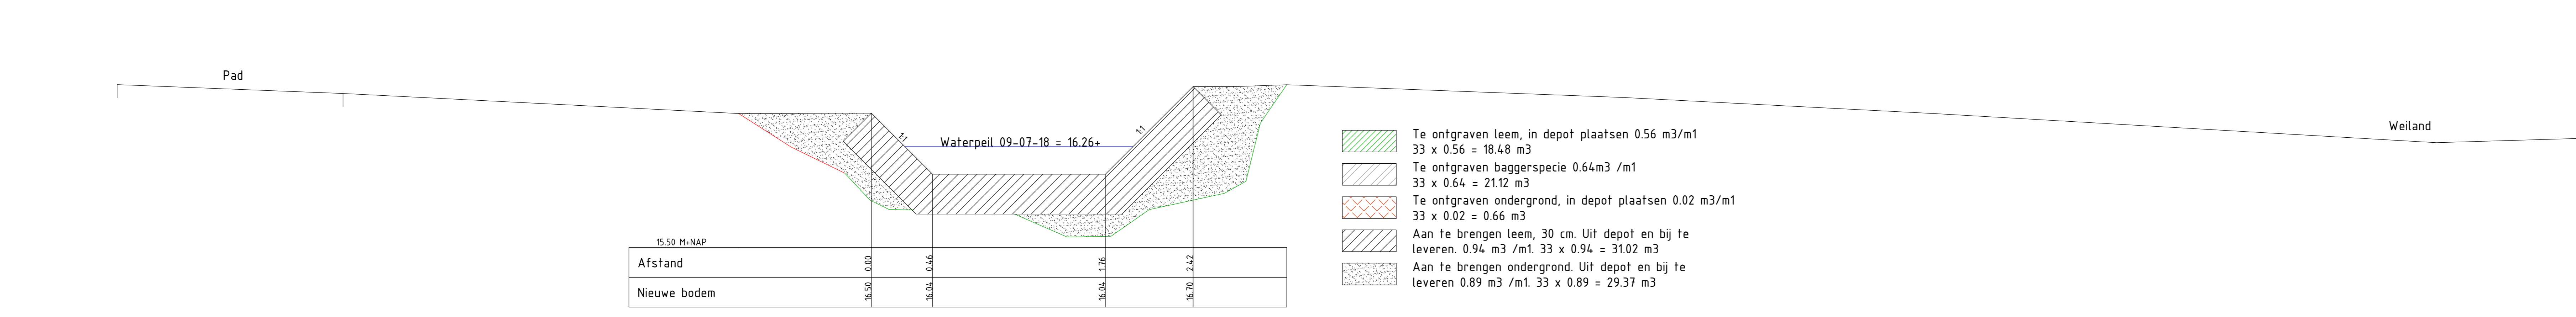 Pad
1:1
Waterpeil 09-07-18 = 16.26+
1:1
Weiland
Te ontgraven leem, in depot plaatsen 0.56 m3/m1
33 x 0.56 = 18.48 m3
Te ontgraven baggerspecie 0.64m3 /m1
33 x 0.64 = 21.12 m3
Te ontgraven ondergrond, in depot plaatsen 0.02 m3/m1
33 x 0.02 = 0.66 m3
Aan te brengen leem, 30 cm. Uit depot en bij te
leveren. 0.94 m3 /m1. 33 x 0.94 = 31.02 m3
Aan te brengen ondergrond. Uit depot en bij te
leveren 0.89 m3 /m1. 33 x 0.89 = 29.37 m3
15.50 M+NAP
Afstand 0.00 0.46 1.76 2.42
Nieuwe bodem 16.50 16.04 16.04 16.70